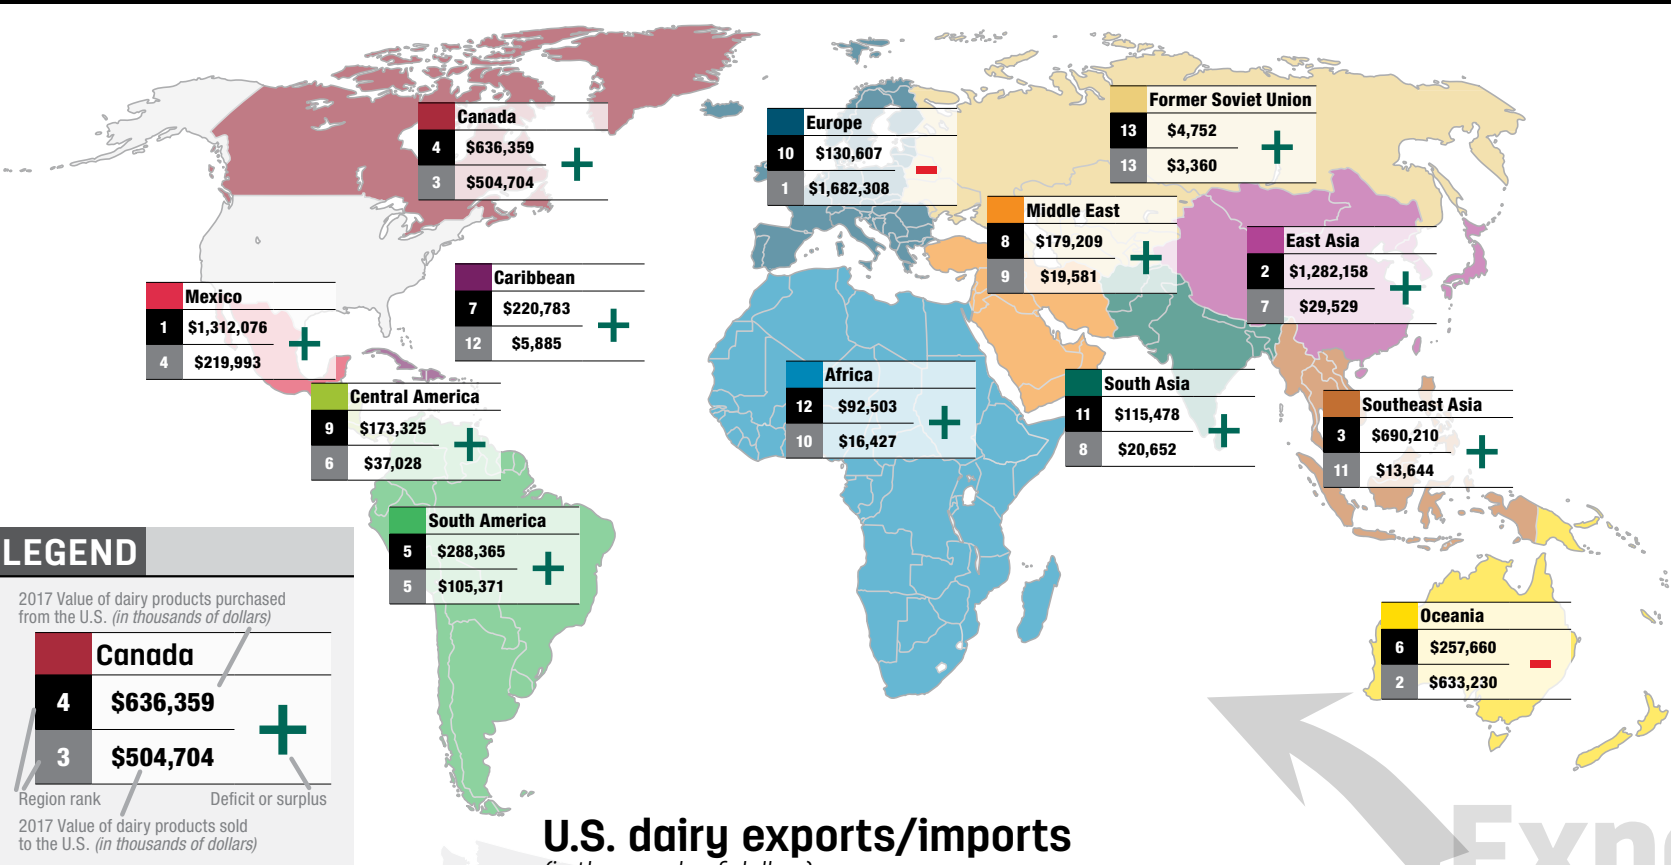 Canada
4 $636,359
3 $504,704
Europe
10 $130,607
1 $1,682,308
Former Soviet Union
13 $4,752
13 $3,360
Middle East
8 $179,209
9 $19,581
East Asia
2 $1,282,158
7 $29,529
Mexico
1 $1,312,076
4 $219,993
Caribbean
7 $220,783
12 $5,885
Central America
9 $173,325
6 $37,028
Africa
12 $92,503
10 $16,427
South Asia
11 $115,478
8 $20,652
Southeast Asia
3 $690,210
11 $13,644
South America
5 $288,365
5 $105,371
Oceania
6 $257,660
2 $633,230
LEGEND
2017 Value of dairy products purchased
from the U.S. (in thousands of dollars)
Canada
4 $636,359
3 $504,704
Region rank Deficit or surplus
2017 Value of dairy products sold
to the U.S. (in thousands of dollars)
U.S. dairy exports/imports